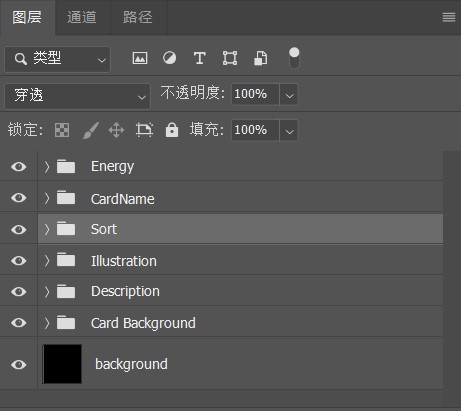 图层 通道 路径
类型
穿透 不透明度: 100%
锁定: 填充: 100%
Energy
CardName
Sort
Illustration
Description
Card Background
background